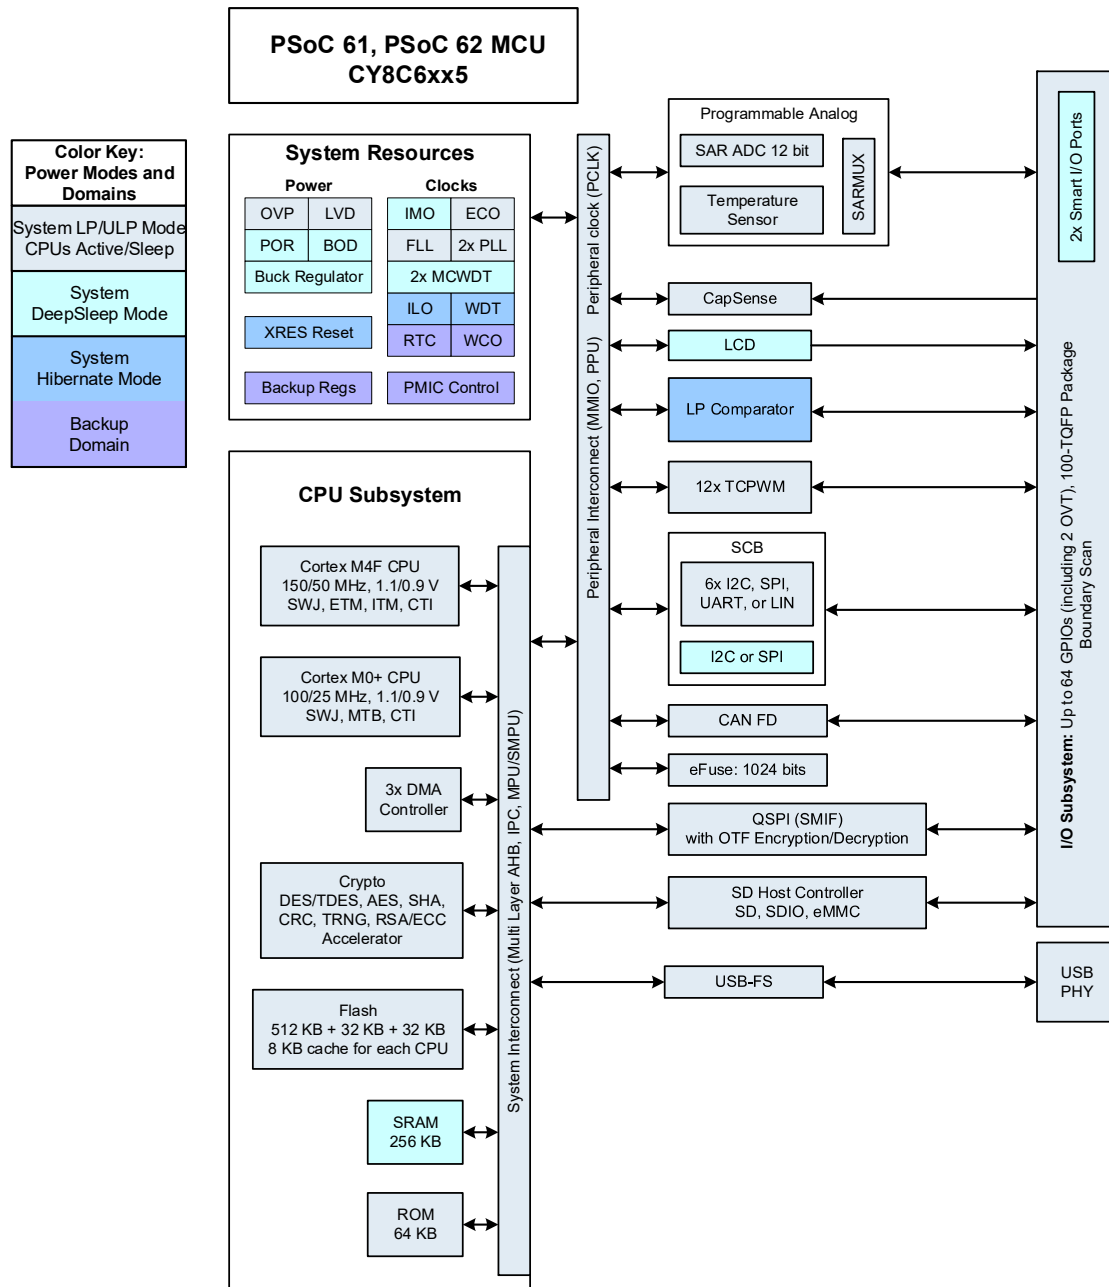 PSoC 61, PSoC 62 MCU
CY8C6xx5
Color Key:
Power Modes and
Domains
System LP/ULP Mode
CPUs Active/Sleep
System
DeepSleep Mode
System
Hibernate Mode
Backup
Domain
System Resources
Power
Clocks
OVP
LVD
IMO
ECO
POR
BOD
FLL
2x PLL
Buck Regulator
2x MCWDT
XRES Reset
ILO
WDT
RTC
WCO
Backup Regs
PMIC Control
CPU Subsystem
Cortex M4F CPU
150/50 MHz, 1.1/0.9 V
SWJ, ETM, ITM, CTI
Cortex M0+ CPU
100/25 MHz, 1.1/0.9 V
SWJ, MTB, CTI
3x DMA
Controller
Crypto
DES/TDES, AES, SHA,
CRC, TRNG, RSA/ECC
Accelerator
Flash
512 KB + 32 KB + 32 KB
8 KB cache for each CPU
SRAM
256 KB
ROM
64 KB
System Interconnect (Multi Layer AHB, IPC, MPU/SMPU)
Peripheral Interconnect (MMIO, PPU)
Peripheral clock (PCLK)
Programmable Analog
SAR ADC 12 bit
Temperature
Sensor
SARMUX
CapSense
LCD
LP Comparator
12x TCPWM
SCB
6x I2C, SPI,
UART, or LIN
I2C or SPI
CAN FD
eFuse: 1024 bits
QSPI (SMIF)
with OTF Encryption/Decryption
SD Host Controller
SD, SDIO, eMMC
USB-FS
2x Smart I/O Ports
I/O Subsystem: Up to 64 GPIOs (including 2 OVT), 100-TQFP Package
Boundary Scan
USB
PHY